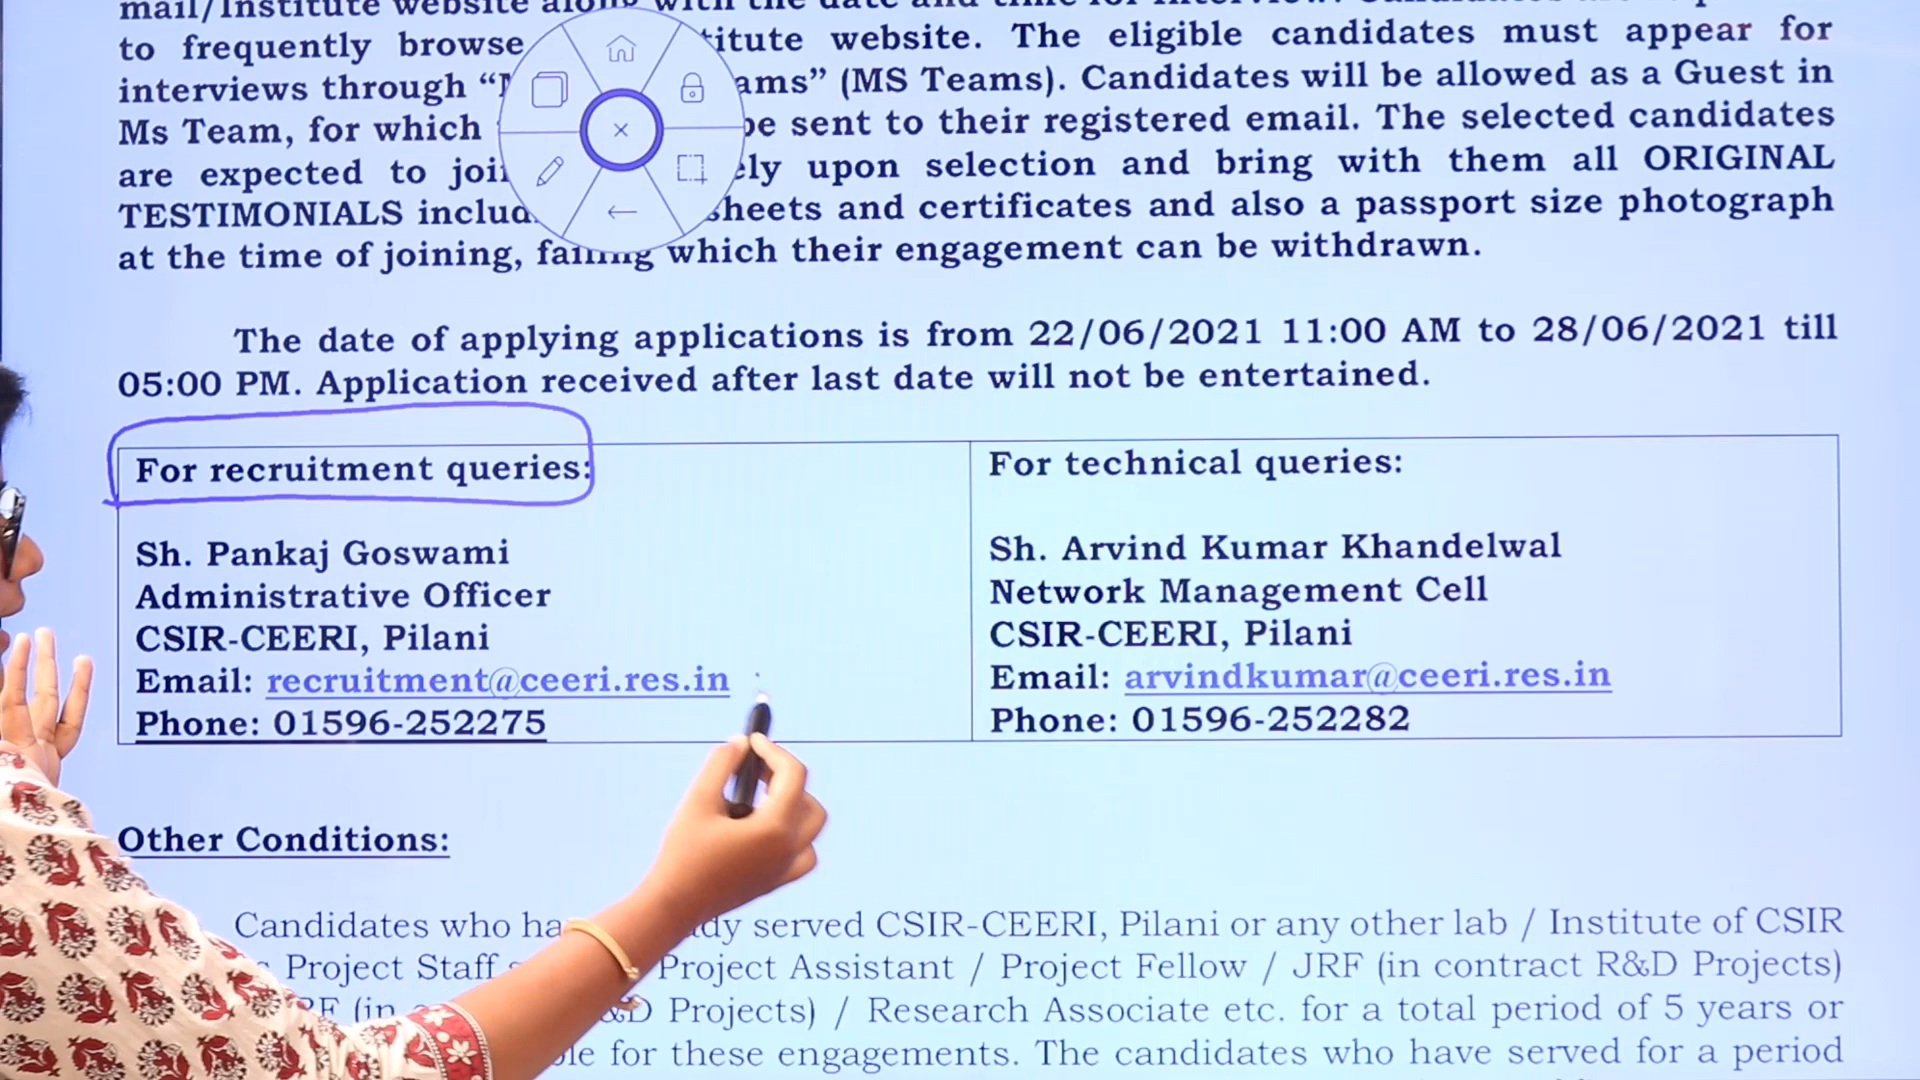 mail/Institute website
to frequently browse website. The eligible candidates must appear for
interviews through (MS Teams). Candidates will be allowed as a Guest in
Ms Team, for which be sent to their registered email. The selected candidates
are expected to upon selection and bring with them all ORIGINAL
TESTIMONIALS and certificates and also a passport size photograph
at the time of joining, failing which their engagement can be withdrawn.
The date of applying applications is from 22/06/2021 11:00 AM to 28/06/2021 till
05:00 PM. Application received after last date will not be entertained.
For recruitment queries:
Sh. Pankaj Goswami
Administrative Officer
CSIR-CEERI, Pilani
Email: recruitment@ceeri.res.in
Phone: 01596-252275
For technical queries:
Sh. Arvind Kumar Khandelwal
Network Management Cell
CSIR-CEERI, Pilani
Email: arvindkumar@ceeri.res.in
Phone: 01596-252282
Other Conditions:
Candidates who served CSIR-CEERI, Pilani or any other lab / Institute of CSIR
Project Staff Project Assistant / Project Fellow / JRF (in contract R&D Projects)
(in Projects) / Research Associate etc. for a total period of 5 years or
for these engagements. The candidates who have served for a period